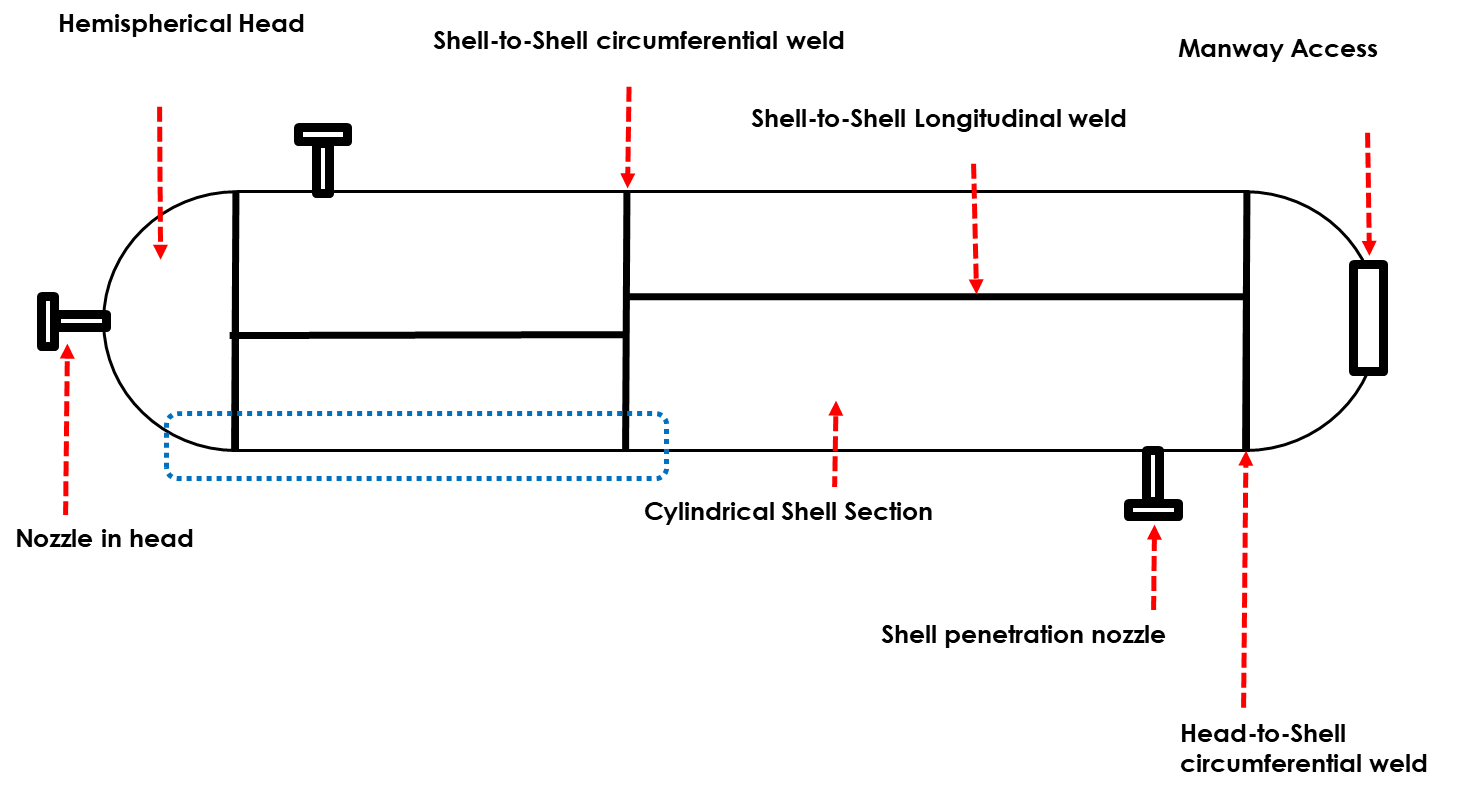 Hemispherical Head
Shell-to-Shell circumferential weld
Manway Access
Shell-to-Shell Longitudinal weld
Cylindrical Shell Section
Nozzle in head
Shell penetration nozzle
Head-to-Shell
circumferential weld